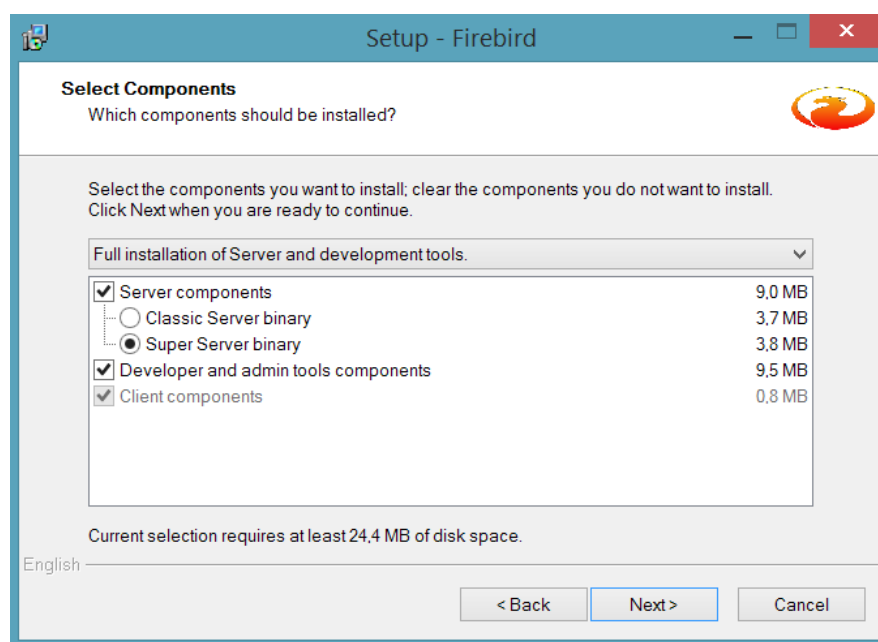 Setup - Firebird
Select Components
Which components should be installed?
Select the components you want to install; clear the components you do not want to install.
Click Next when you are ready to continue.
Full installation of Server and development tools.
Server components 9,0 MB
Classic Server binary 3,7 MB
Super Server binary 3,8 MB
Developer and admin tools components 9,5 MB
Client components 0,8 MB
Current selection requires at least 24,4 MB of disk space.
English
< Back Next > Cancel